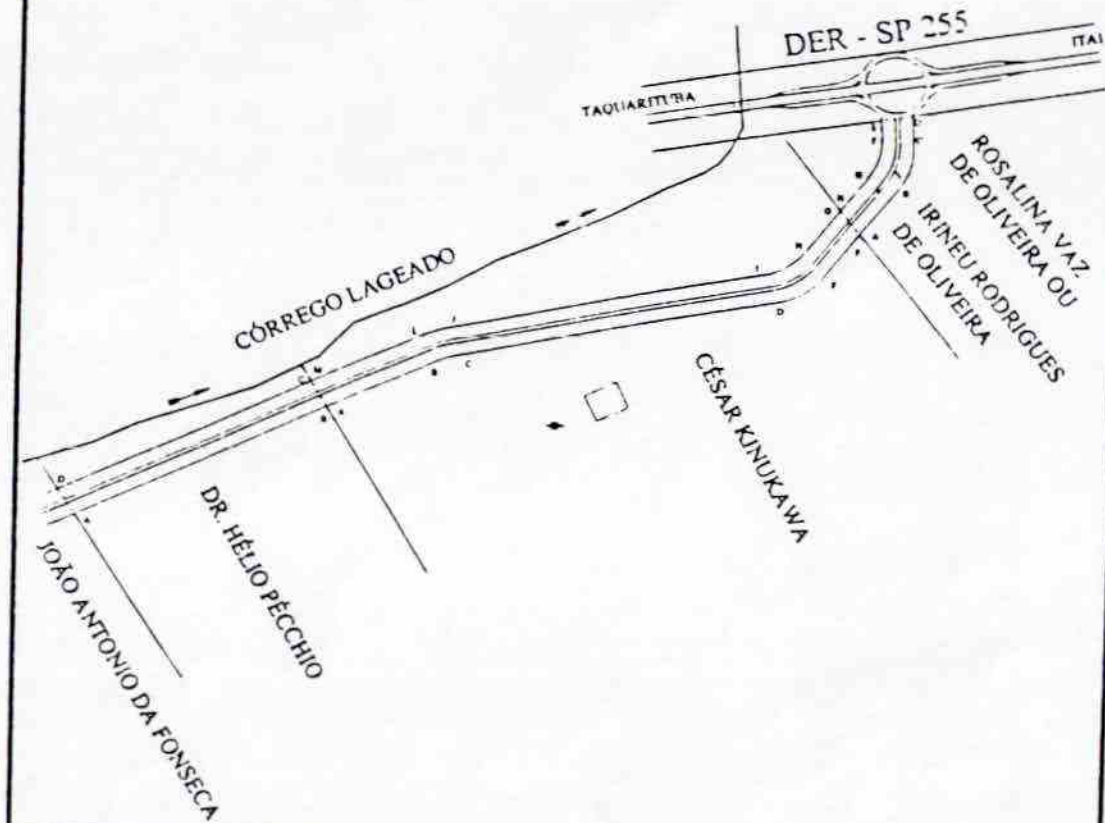 DER - SP 255
ITAI
TAQUARITUBA
ROSALINA VAZ
DE OLIVEIRA OU
IRINEU RODRIGUES
DE OLIVEIRA
CÓRREGO LAGEADO
CÉSAR KINUKAWA
DR. HÉLIO PÉCCHIO
JOÃO ANTONIO DA FONSECA